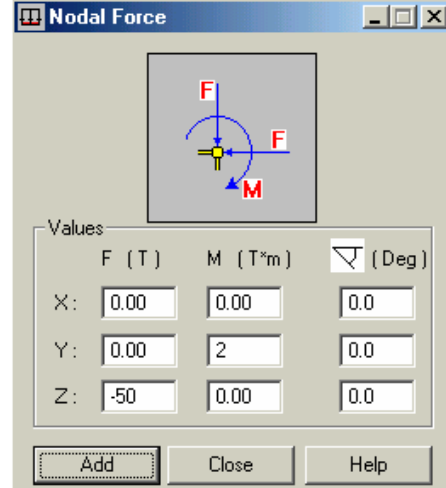 Nodal Force
F
F
M
Values
F (T) M (T*m) (Deg)
X: 0.00 0.00 0.0
Y: 0.00 2 0.0
Z: -50 0.00 0.0
Add Close Help